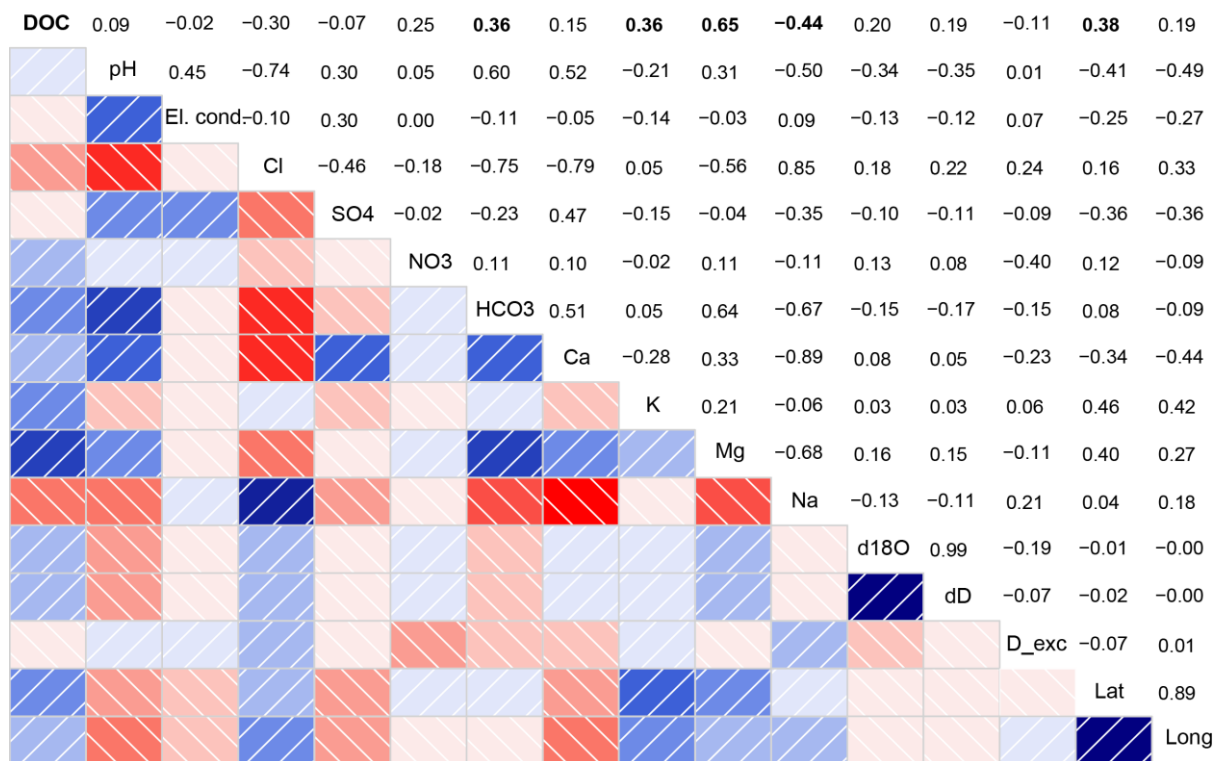 DOC 0.09 −0.02 −0.30 −0.07 0.25 0.36 0.15 0.36 0.65 −0.44 0.20 0.19 −0.11 0.38 0.19
pH 0.45 −0.74 0.30 0.05 0.60 0.52 −0.21 0.31 −0.50 −0.34 −0.35 0.01 −0.41 −0.49
El. cond. −0.10 0.30 0.00 −0.11 −0.05 −0.14 −0.03 0.09 −0.13 −0.12 0.07 −0.25 −0.27
Cl −0.46 −0.18 −0.75 −0.79 0.05 −0.56 0.85 0.18 0.22 0.24 0.16 0.33
SO4 −0.02 −0.23 0.47 −0.15 −0.04 −0.35 −0.10 −0.11 −0.09 −0.36 −0.36
NO3 0.11 0.10 −0.02 0.11 −0.11 0.13 0.08 −0.40 0.12 −0.09
HCO3 0.51 0.05 0.64 −0.67 −0.15 −0.17 −0.15 0.08 −0.09
Ca −0.28 0.33 −0.89 0.08 0.05 −0.23 −0.34 −0.44
K 0.21 −0.06 0.03 0.03 0.06 0.46 0.42
Mg −0.68 0.16 0.15 −0.11 0.40 0.27
Na −0.13 −0.11 0.21 0.04 0.18
d18O 0.99 −0.19 −0.01 −0.00
dD −0.07 −0.02 −0.00
D_exc −0.07 0.01
Lat 0.89
Long